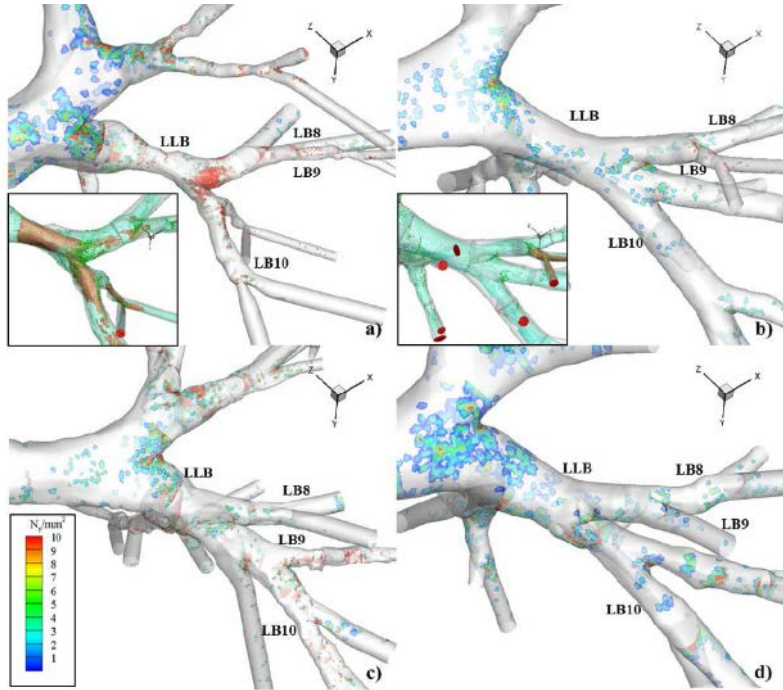 Z X
Y
LLB
LB8
LB9
LB10
a)
Z X
Y
LLB
LB8
LB9
LB10
b)
Z X
Y
LLB
LB8
LB9
LB10
c)
Z X
Y
LLB
LB8
LB9
LB10
d)
Np/mm²
10
9
8
7
6
5
4
3
2
1